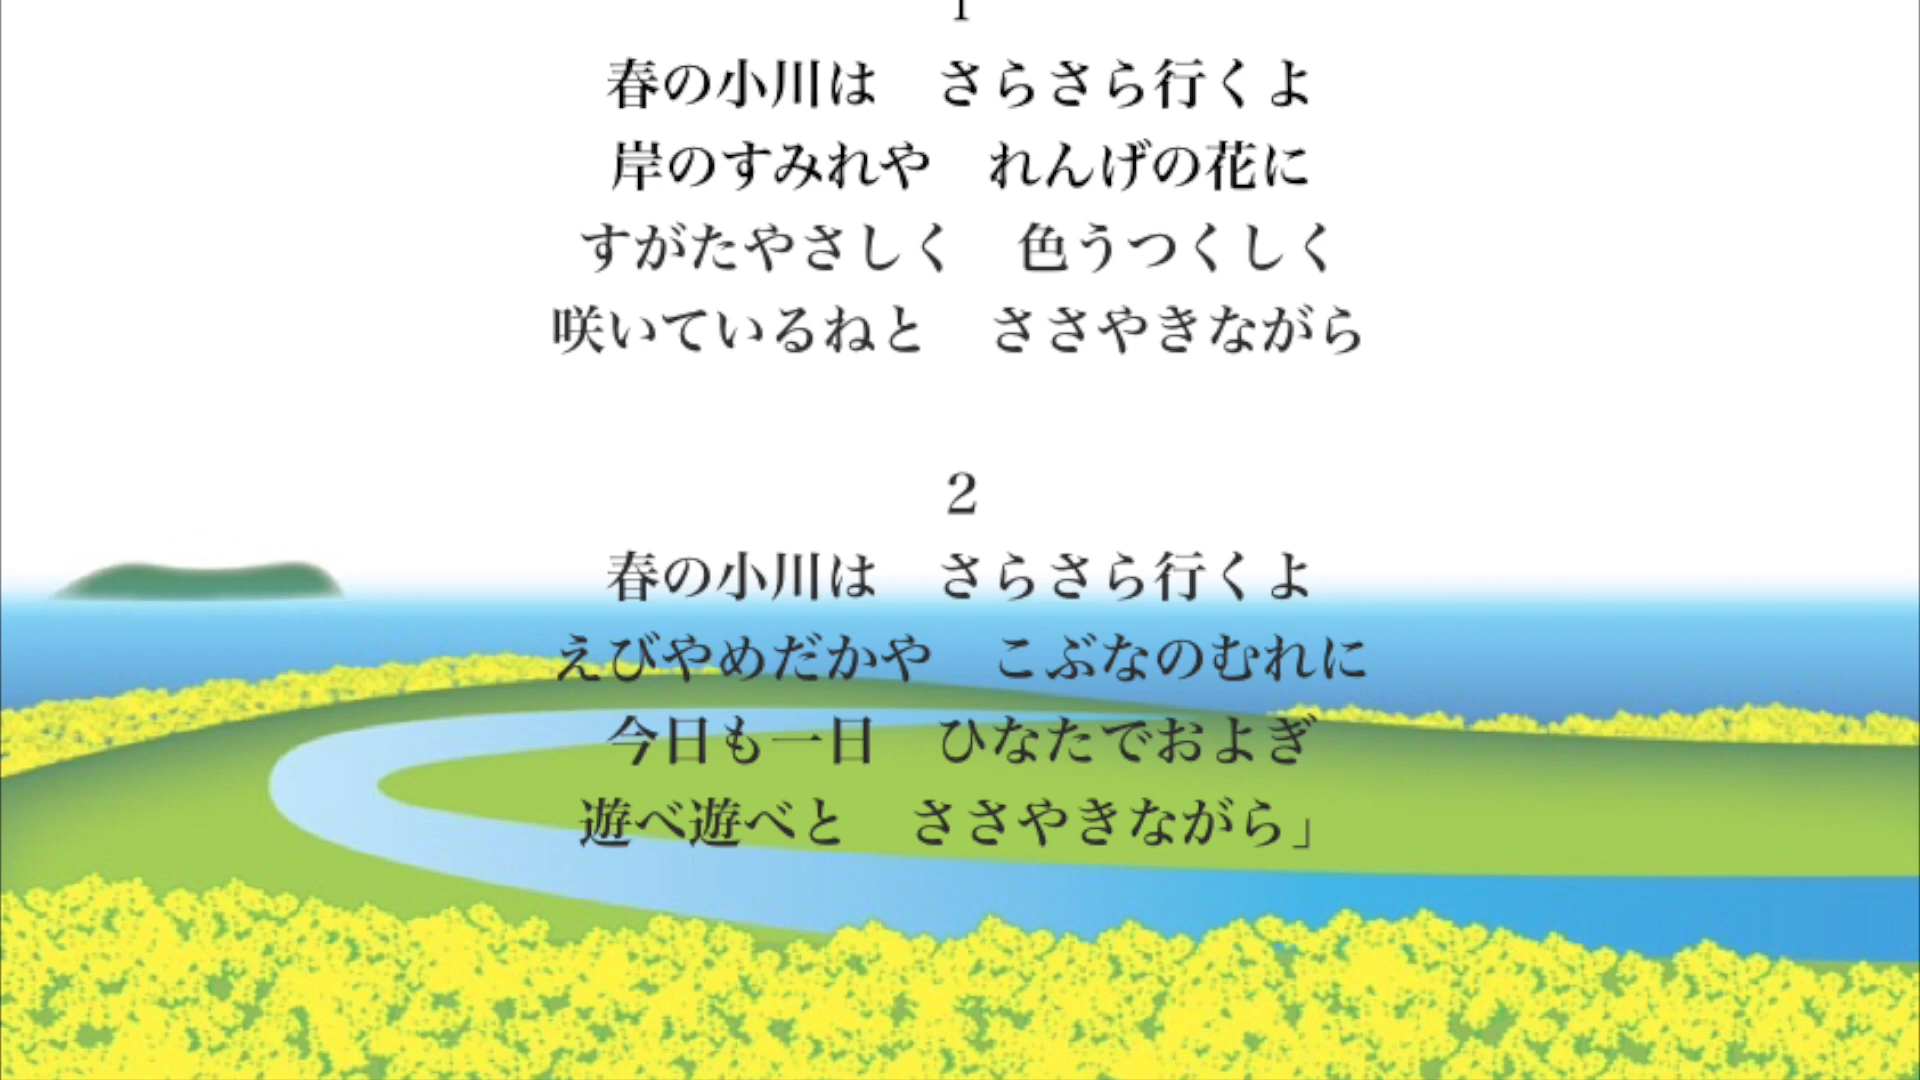 1
春の小川は　さらさら行くよ
岸のすみれや　れんげの花に
すがたやさしく　色うつくしく
咲いているねと　ささやきながら
2
春の小川は　さらさら行くよ
えびやめだかや　こぶなのむれに
今日も一日　ひなたでおよぎ
遊べ遊べと　ささやきながら」